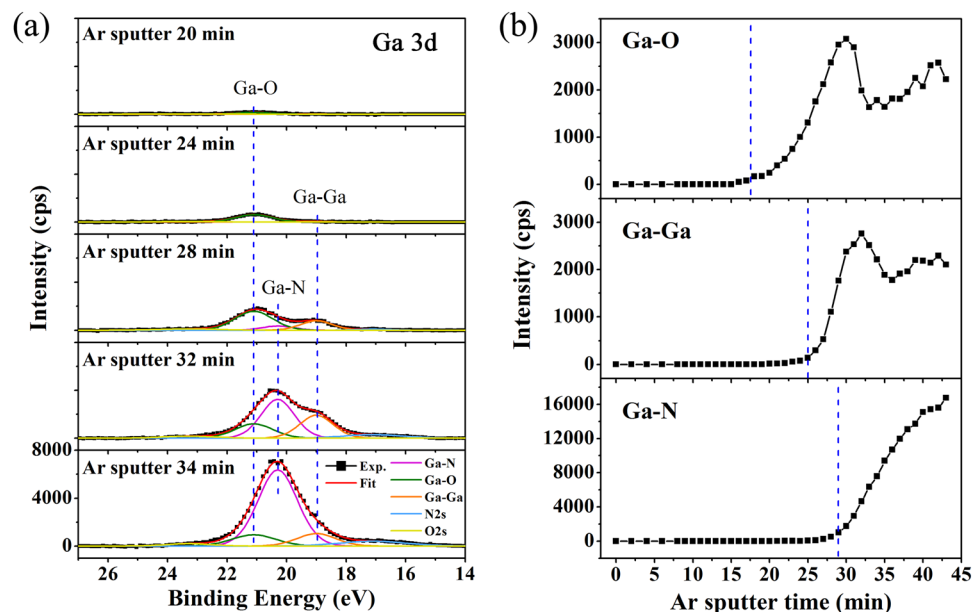 (a)
Ar sputter 20 min
Ga 3d
Ga-O
Ar sputter 24 min
Ga-Ga
Ar sputter 28 min
Ga-N
Ar sputter 32 min
8000
Ar sputter 34 min
Exp.
Fit
Ga-N
Ga-O
Ga-Ga
N2s
O2s
4000
0
26 24 22 20 18 16 14
Binding Energy (eV)
Intensity (cps)
(b)
Ga-O
3000
2000
1000
0
Ga-Ga
3000
2000
1000
0
Ga-N
16000
12000
8000
4000
0
0 5 10 15 20 25 30 35 40 45
Ar sputter time (min)
Intensity (cps)